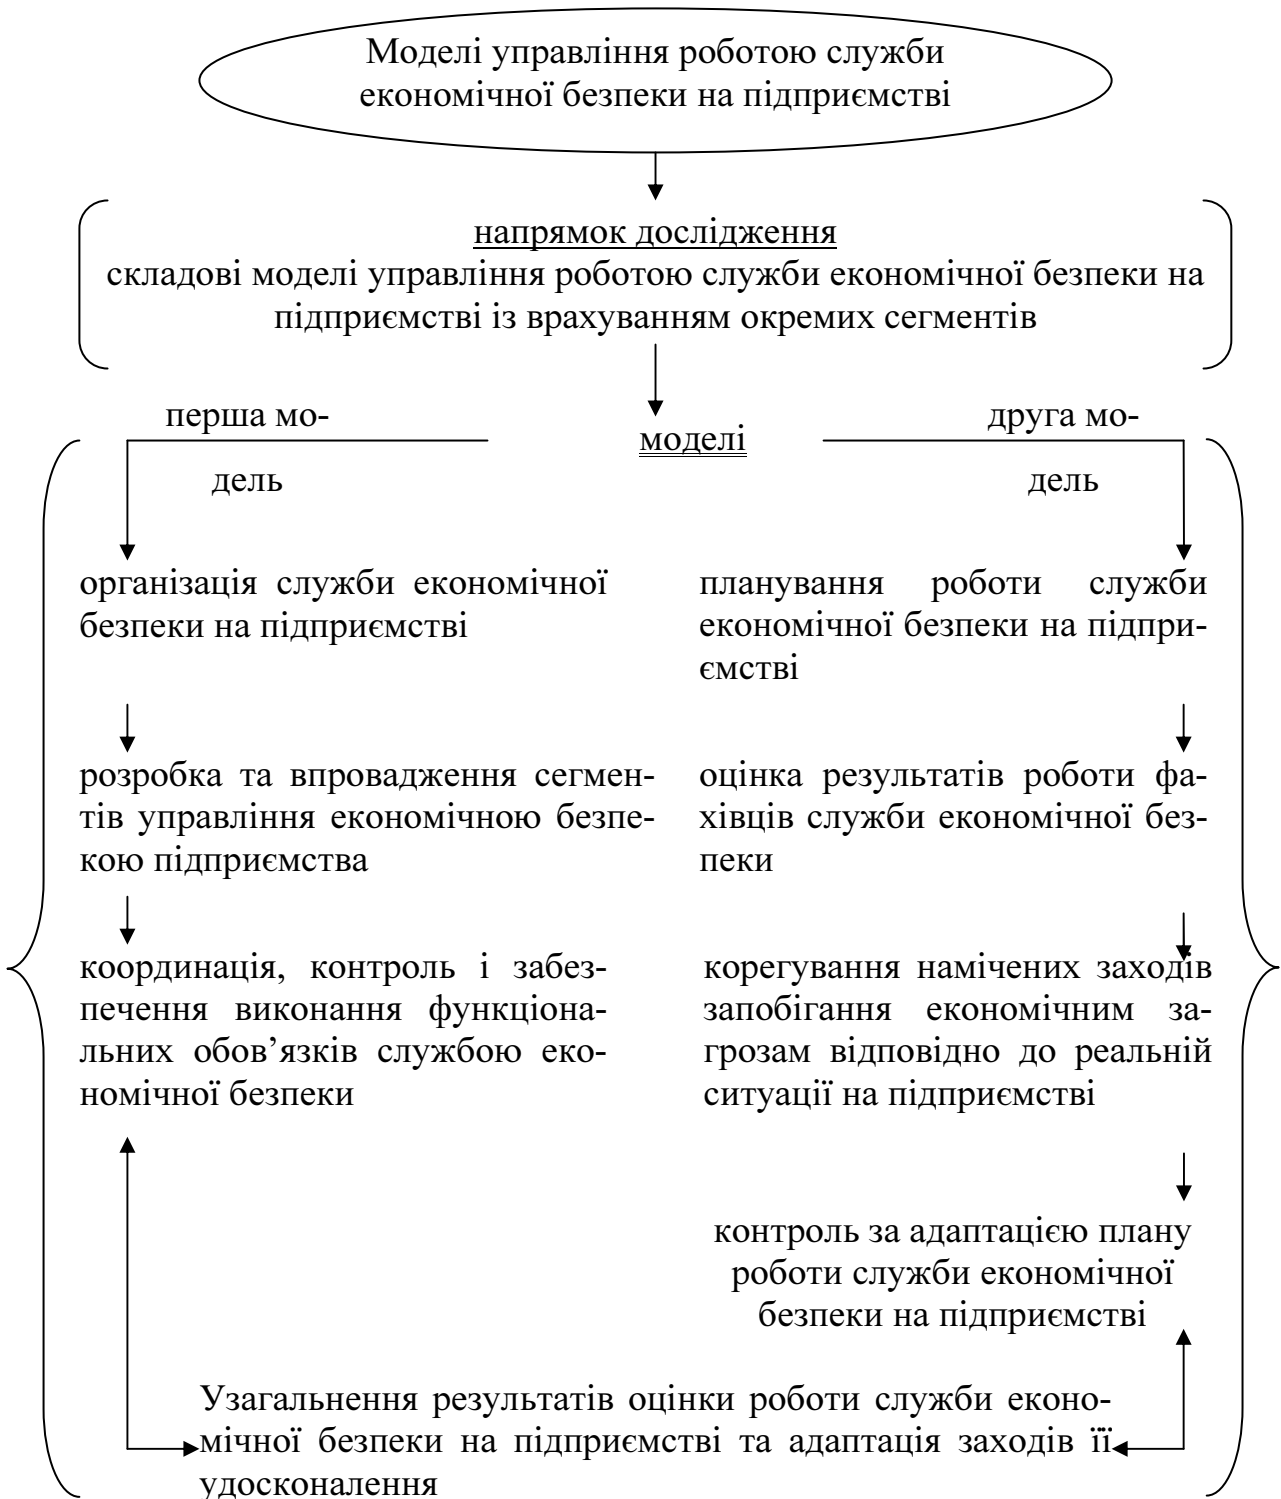 Моделі управління роботою служби
економічної безпеки на підприємстві
напрямок дослідження
складові моделі управління роботою служби економічної безпеки на
підприємстві із врахуванням окремих сегментів
перша мо-
дель
моделі
друга мо-
дель
організація служби економічної
безпеки на підприємстві
розробка та впровадження сегмен-
тів управління економічною безпе-
кою підприємства
координація, контроль і забез-
печення виконання функціона-
льних обов’язків службою еко-
номічної безпеки
планування роботи служби
економічної безпеки на підпри-
ємстві
оцінка результатів роботи фа-
хівців служби економічної без-
пеки
корегування намічених заходів
запобігання економічним за-
грозам відповідно до реальній
ситуації на підприємстві
контроль за адаптацією плану
роботи служби економічної
безпеки на підприємстві
Узагальнення результатів оцінки роботи служби еконо-
мічної безпеки на підприємстві та адаптація заходів її
удосконалення